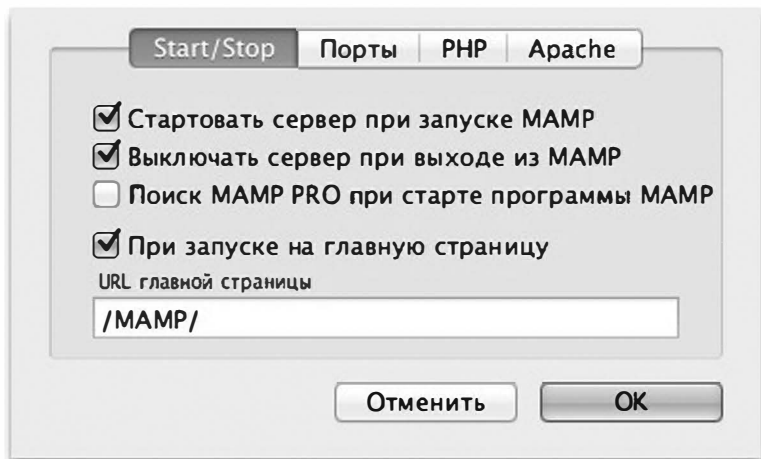 Start/Stop Порты PHP Apache
Стартовать сервер при запуске MAMP
Выключать сервер при выходе из MAMP
Поиск MAMP PRO при старте программы MAMP
При запуске на главную страницу
URL главной страницы
/MAMP/
Отменить OK